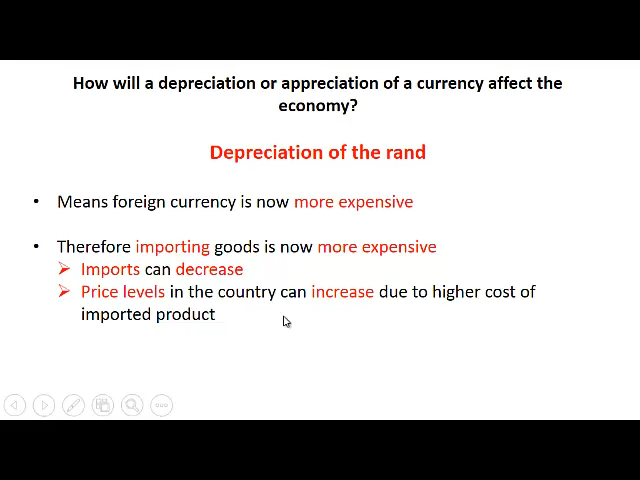 How will a depreciation or appreciation of a currency affect the
economy?
Depreciation of the rand
• Means foreign currency is now more expensive
• Therefore importing goods is now more expensive
➢ Imports can decrease
➢ Price levels in the country can increase due to higher cost of
imported product